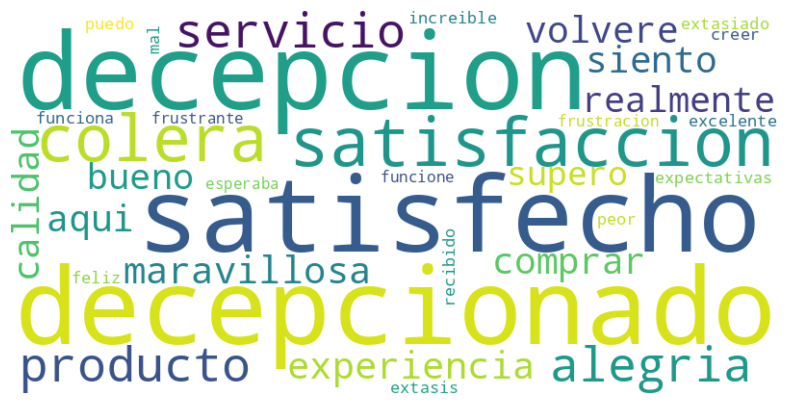 puedo
mal
servicio
increible
volvere
extasiado
creer
decepcion
siento
realmente
funciona
frustrante
colera
satisfaccion
frustracion
excelente
calidad
bueno
esperaba
funcione
supero
expectativas
aqui
satisfecho
peor
feliz
maravillosa
recibido
comprar
decepcionado
producto
experiencia
alegria
extasis